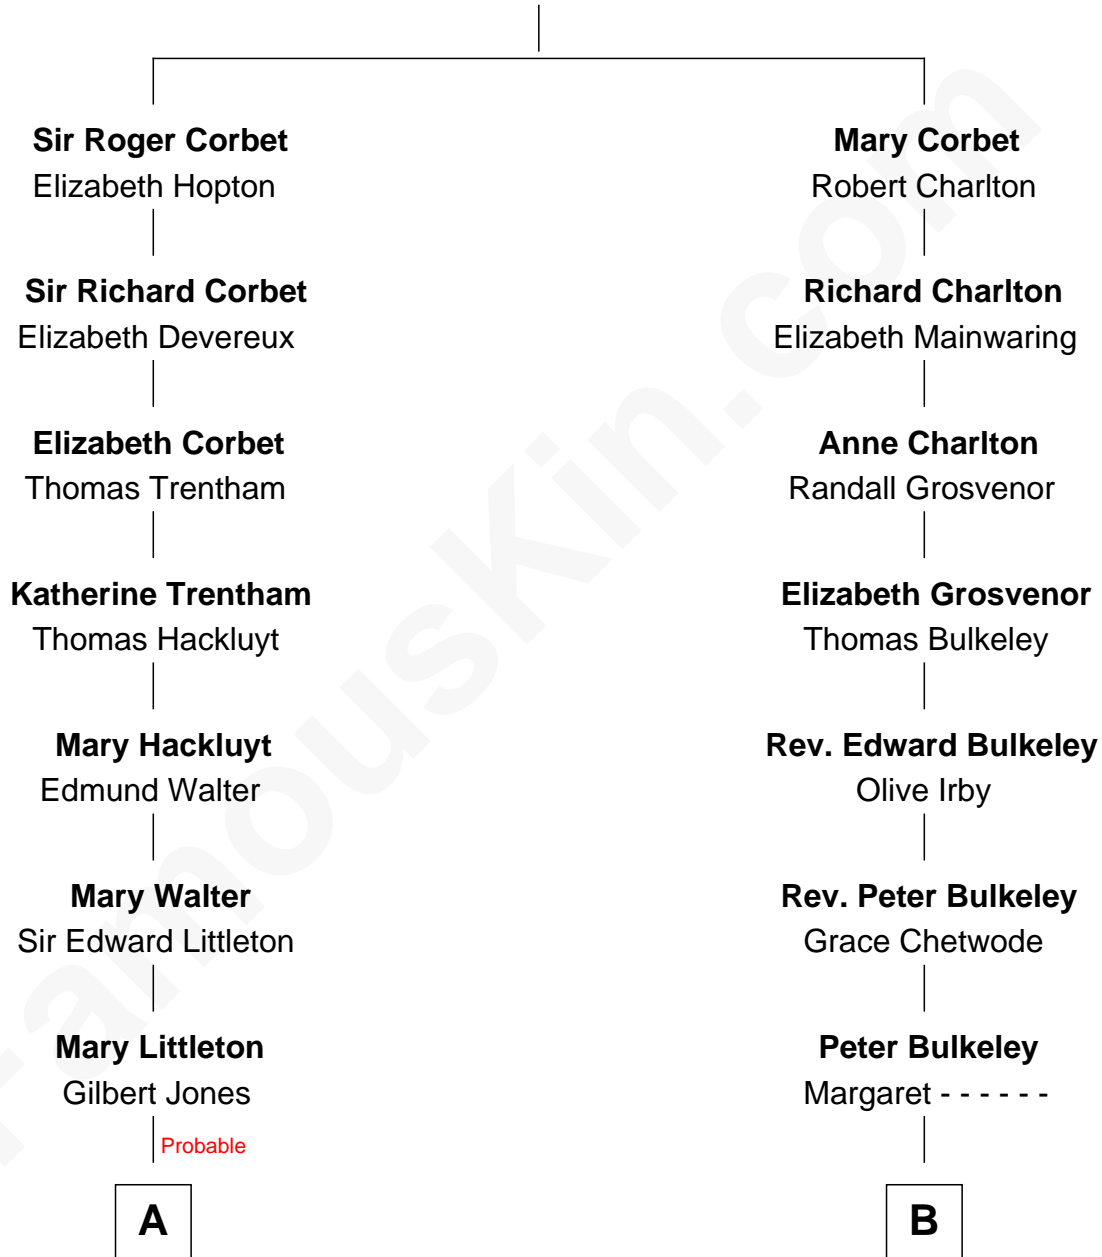 Sir Roger Corbet
Elizabeth Hopton
Sir Richard Corbet
Elizabeth Devereux
Elizabeth Corbet
Thomas Trentham
Katherine Trentham
Thomas Hackluyt
Mary Hackluyt
Edmund Walter
Mary Walter
Sir Edward Littleton
Mary Littleton
Gilbert Jones
Probable
A
Mary Corbet
Robert Charlton
Richard Charlton
Elizabeth Mainwaring
Anne Charlton
Randall Grosvenor
Elizabeth Grosvenor
Thomas Bulkeley
Rev. Edward Bulkeley
Olive Irby
Rev. Peter Bulkeley
Grace Chetwode
Peter Bulkeley
Margaret - - - - - -
B
FamousKin.com